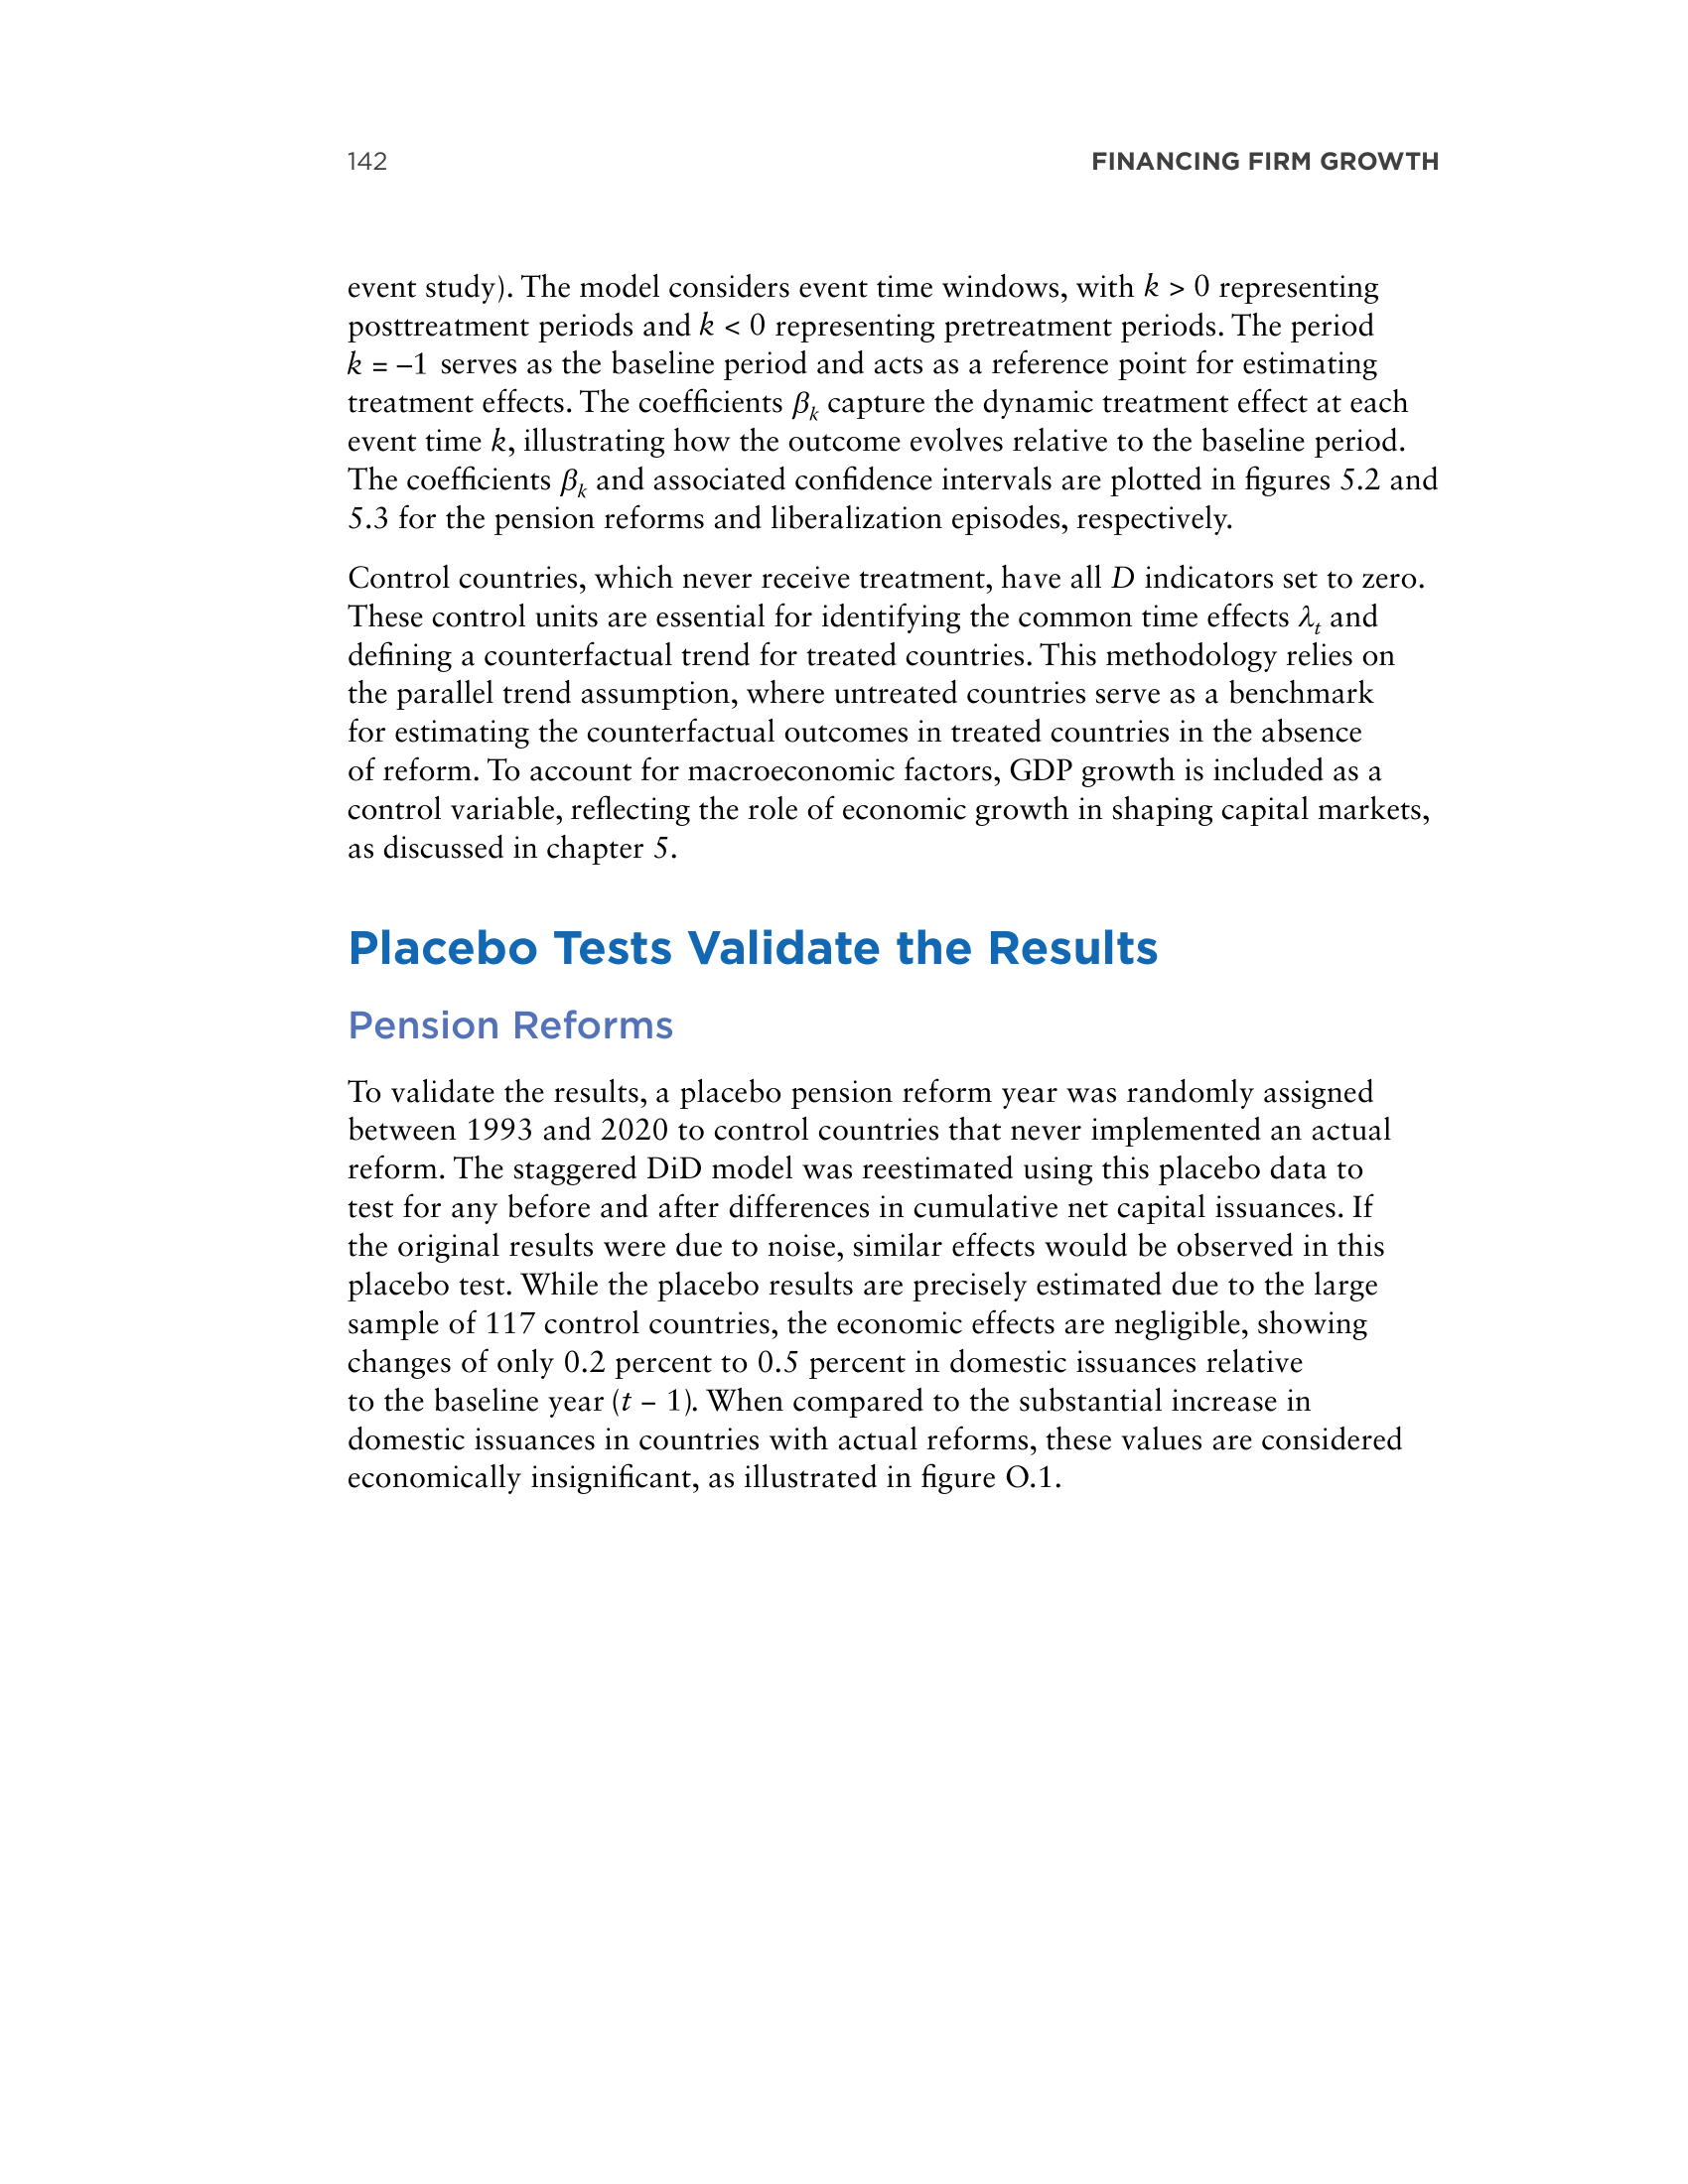 142
FINANCING FIRM GROWTH
event study). The model considers event time windows, with k > 0 representing
posttreatment periods and k < 0 representing pretreatment periods. The period
k = –1 serves as the baseline period and acts as a reference point for estimating
treatment effects. The coefficients βk capture the dynamic treatment effect at each
event time k, illustrating how the outcome evolves relative to the baseline period.
The coefficients βk and associated confidence intervals are plotted in figures 5.2 and
5.3 for the pension reforms and liberalization episodes, respectively.
Control countries, which never receive treatment, have all D indicators set to zero.
These control units are essential for identifying the common time effects λt and
defining a counterfactual trend for treated countries. This methodology relies on
the parallel trend assumption, where untreated countries serve as a benchmark
for estimating the counterfactual outcomes in treated countries in the absence
of reform. To account for macroeconomic factors, GDP growth is included as a
control variable, reflecting the role of economic growth in shaping capital markets,
as discussed in chapter 5.
Placebo Tests Validate the Results
Pension Reforms
To validate the results, a placebo pension reform year was randomly assigned
between 1993 and 2020 to control countries that never implemented an actual
reform. The staggered DiD model was reestimated using this placebo data to
test for any before and after differences in cumulative net capital issuances. If
the original results were due to noise, similar effects would be observed in this
placebo test. While the placebo results are precisely estimated due to the large
sample of 117 control countries, the economic effects are negligible, showing
changes of only 0.2 percent to 0.5 percent in domestic issuances relative
to the baseline year (t – 1). When compared to the substantial increase in
domestic issuances in countries with actual reforms, these values are considered
economically insignificant, as illustrated in figure O.1.